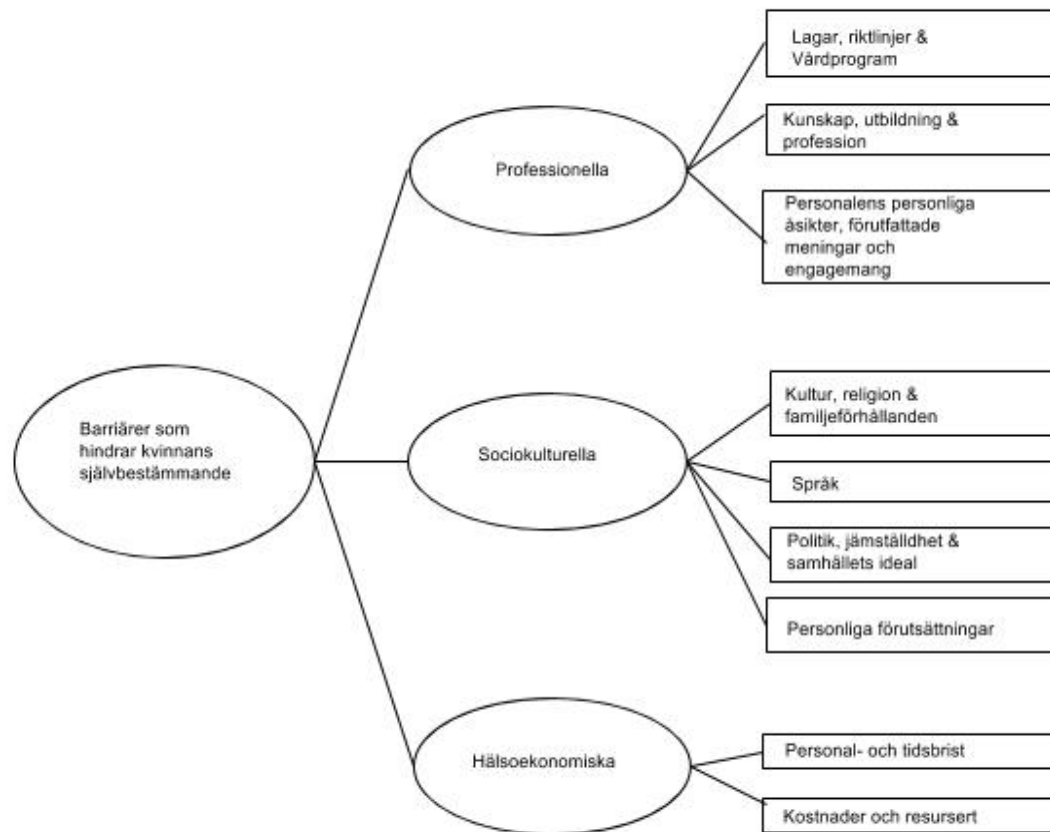 Lagar, riktlinjer &
Vårdprogram
Kunskap, utbildning &
profession
Professionella
Personalens personliga
åsikter, förutfattade
meningar och
engagemang
Barriärer som
hindrar kvinnans
självbestämmande
Sociokulturella
Kultur, religion &
familjeförhållanden
Språk
Politik, jämställdhet &
samhällets ideal
Personliga förutsättningar
Hälsoekonomiska
Personal- och tidsbrist
Kostnader och resursert